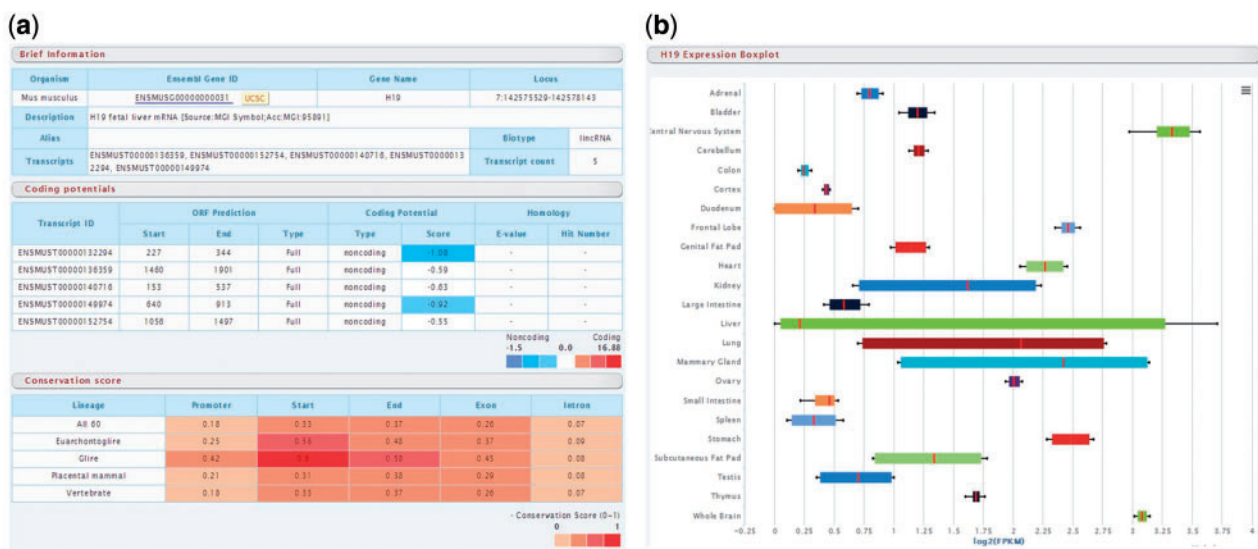 (a)
Brief Information
Organism Ensembl Gene ID Gene Name Locus
Mus musculus ENSMUSG00000000031 UCSC H19 7:142575529-142578143
Description H19 fetal liver mRNA [Source:MGI Symbol;Acc:MGI:95891]
Alias Biotype lincRNA
Transcripts ENSMUST00000136359, ENSMUST00000152754, ENSMUST00000140716, ENSMUST0000013
2294, ENSMUST00000149974 Transcript count 5
Coding potentials
Transcript ID ORF Prediction Coding Potential Homology
Start End Type Type Score E-value Hit Number
ENSMUST00000132294 227 344 Full noncoding -1.08 - -
ENSMUST00000136359 1460 1901 Full noncoding -0.59 - -
ENSMUST00000140716 153 537 Full noncoding -0.63 - -
ENSMUST00000149974 640 913 Full noncoding -0.92 - -
ENSMUST00000152754 1056 1497 Full noncoding -0.55 - -
Noncoding Coding
-1.5 0.0 16.88
Conservation score
Lineage Promoter Start End Exon Intron
All 60 0.18 0.33 0.37 0.26 0.07
Euarchontoglire 0.25 0.56 0.48 0.37 0.09
Glire 0.42 0.58 0.45 0.08
Placental mammal 0.21 0.31 0.38 0.29 0.08
Vertebrate 0.18 0.33 0.37 0.26 0.07
- Conservation Score (0~1)
0 1
(b)
H19 Expression Boxplot
Adrenal
Bladder
Central Nervous System
Cerebellum
Colon
Cortex
Duodenum
Frontal Lobe
Genital Fat Pad
Heart
Kidney
Large Intestine
Liver
Lung
Mammary Gland
Ovary
Small Intestine
Spleen
Stomach
Subcutaneous Fat Pad
Testis
Thymus
Whole Brain
-0.25 0 0.25 0.5 0.75 1 1.25 1.5 1.75 2 2.25 2.5 2.75 3 3.25 3.5 3.75 4
log2(FPKM)